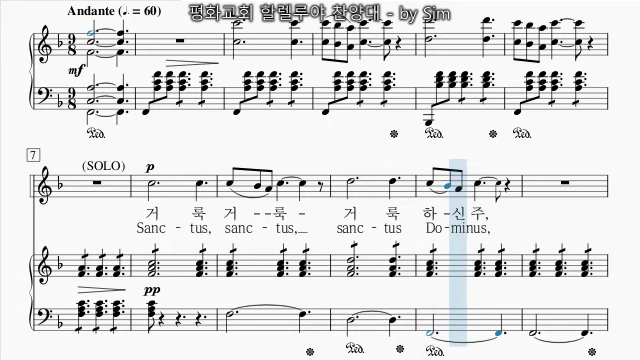 평화교회 할렐루야 찬양대 - by Sim
Andante (♩. = 60)
mf
7
(SOLO)
p
거 룩 거 - - 룩 - 거 룩 하 - 신 주,
Sanc - tus, sanc - tus, sanc - tus Do - minus,
pp